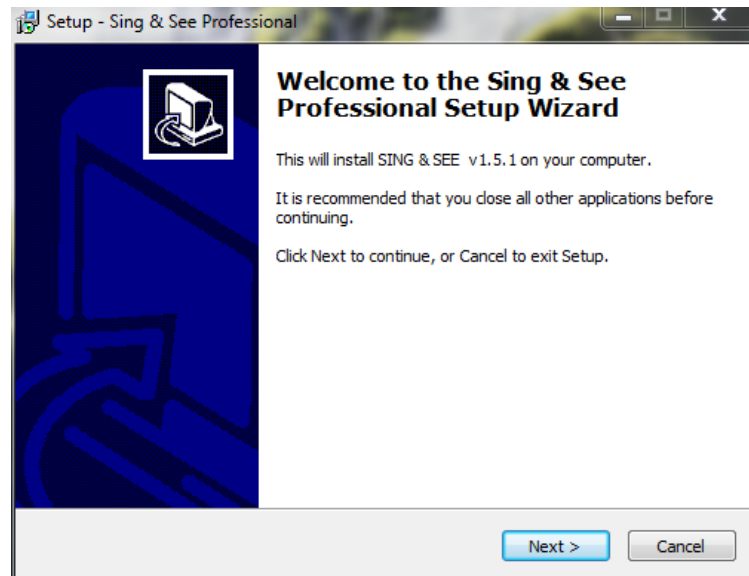 Setup - Sing & See Professional
Welcome to the Sing & See
Professional Setup Wizard
This will install SING & SEE v1.5.1 on your computer.
It is recommended that you close all other applications before
continuing.
Click Next to continue, or Cancel to exit Setup.
Next >
Cancel